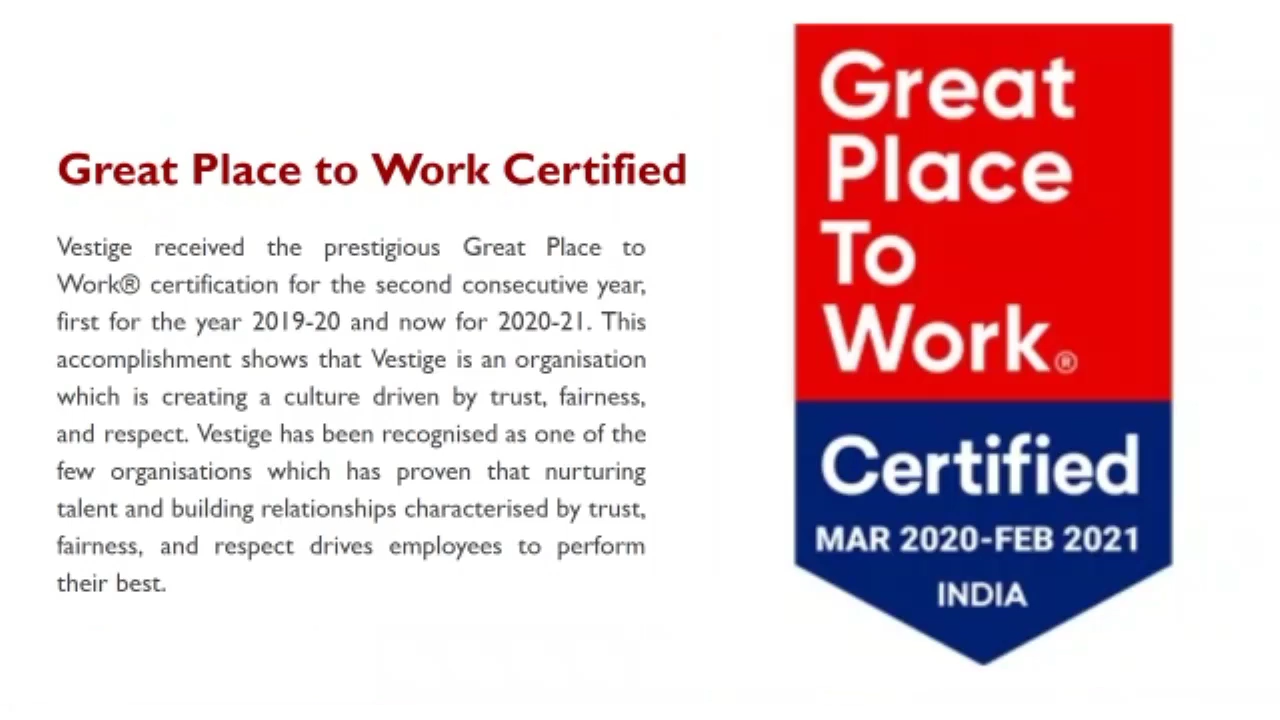 Great Place to Work Certified
Vestige received the prestigious Great Place to
Work® certification for the second consecutive year,
first for the year 2019-20 and now for 2020-21. This
accomplishment shows that Vestige is an organisation
which is creating a culture driven by trust, fairness,
and respect. Vestige has been recognised as one of the
few organisations which has proven that nurturing
talent and building relationships characterised by trust,
fairness, and respect drives employees to perform
their best.
Great
Place
To
Work®
Certified
MAR 2020-FEB 2021
INDIA